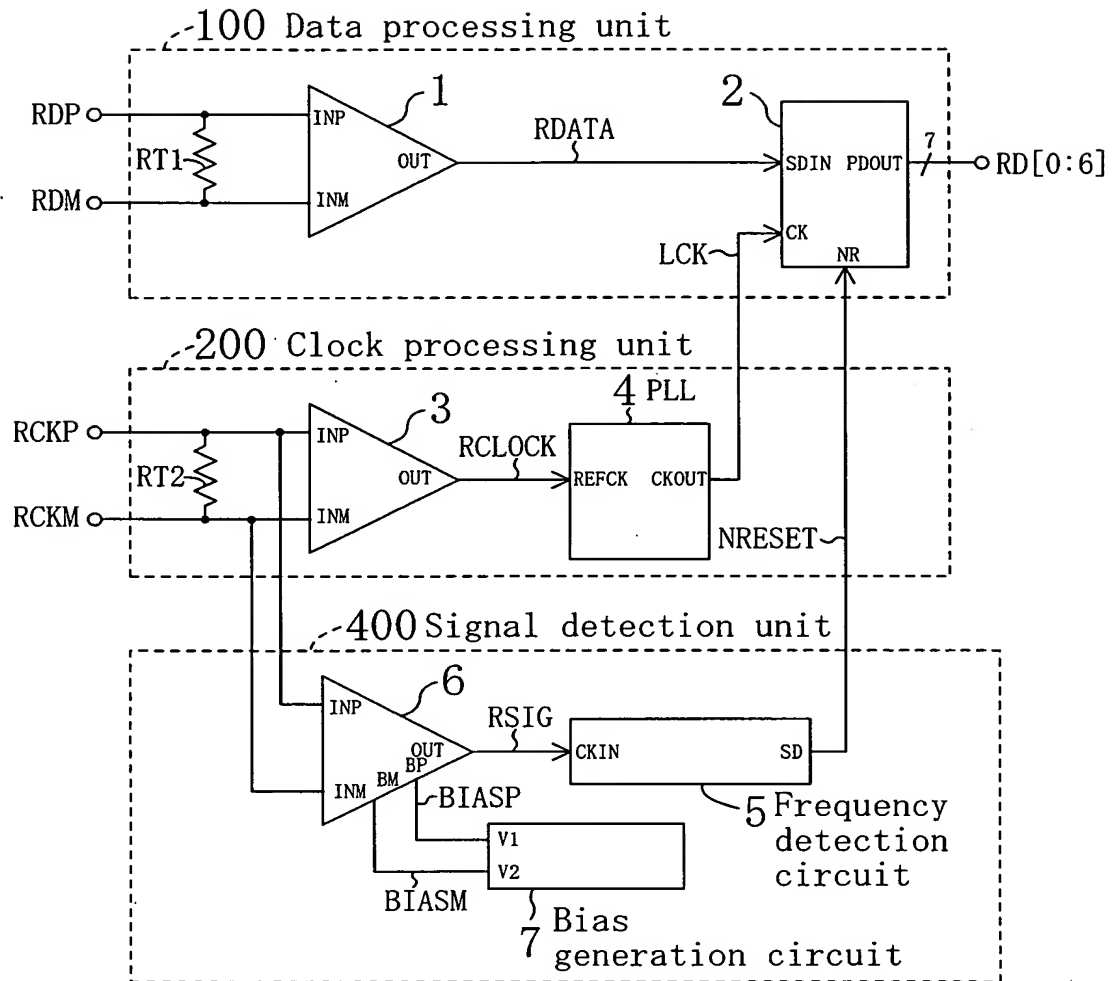 100 Data processing unit
RDP
RDM
RT1
INP
INM
OUT
1
RDATA
2
SDIN PDOUT
CK
NR
7
RD[0:6]
LCK
200 Clock processing unit
RCKP
RCKM
RT2
INP
INM
OUT
3
RCLOCK
4 PLL
REFCK CKOUT
NRESET
400 Signal detection unit
6
INP
INM
OUT
BP
BM
RSIG
CKIN SD
5 Frequency
detection
circuit
BIASP
BIASM
V1
V2
7 Bias
generation circuit